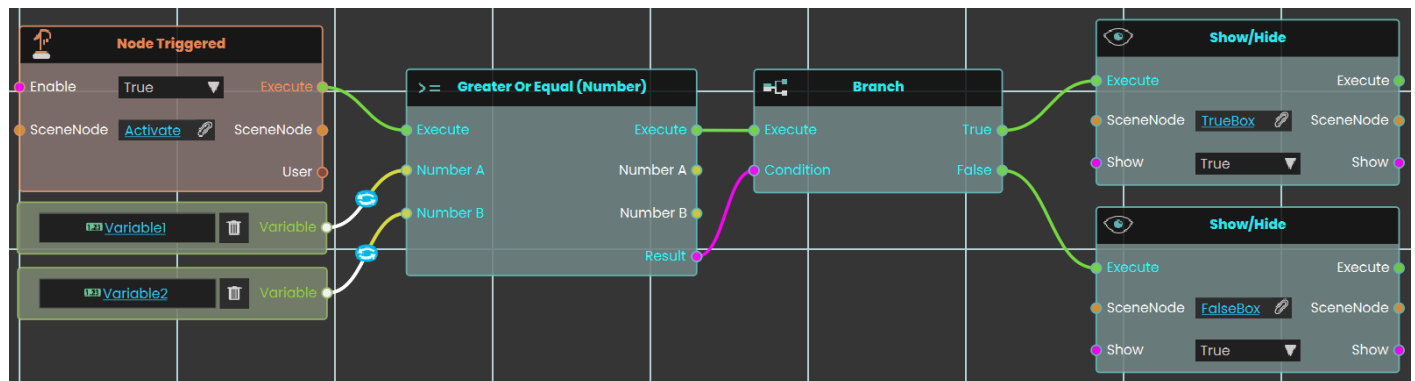 Node Triggered
Enable True Execute
SceneNode Activate SceneNode
User
Variable1 Variable
Variable2 Variable
>= Greater Or Equal (Number)
Execute Execute
Number A Number A
Number B Number B
Result
Branch
Execute True
Condition False
Show/Hide
Execute Execute
SceneNode TrueBox SceneNode
Show True Show
Show/Hide
Execute Execute
SceneNode FalseBox SceneNode
Show True Show